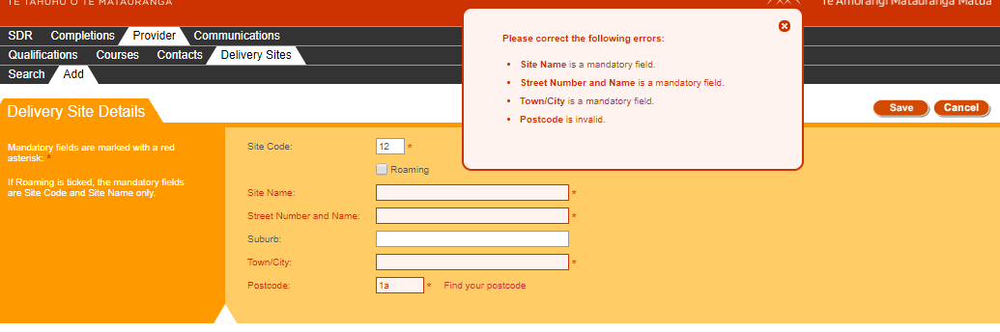 TE TĀHUHU O TE MĀTAURANGA
Te Amorangi Mātauranga Matua
SDR Completions Provider Communications
Qualifications Courses Contacts Delivery Sites
Search Add
Please correct the following errors:
• Site Name is a mandatory field.
• Street Number and Name is a mandatory field.
• Town/City is a mandatory field.
• Postcode is invalid.
Delivery Site Details
Save Cancel
Mandatory fields are marked with a red
asterisk: *
If Roaming is ticked, the mandatory fields
are Site Code and Site Name only.
Site Code: 12 *
Roaming
Site Name: *
Street Number and Name: *
Suburb:
Town/City: *
Postcode: 1a * Find your postcode